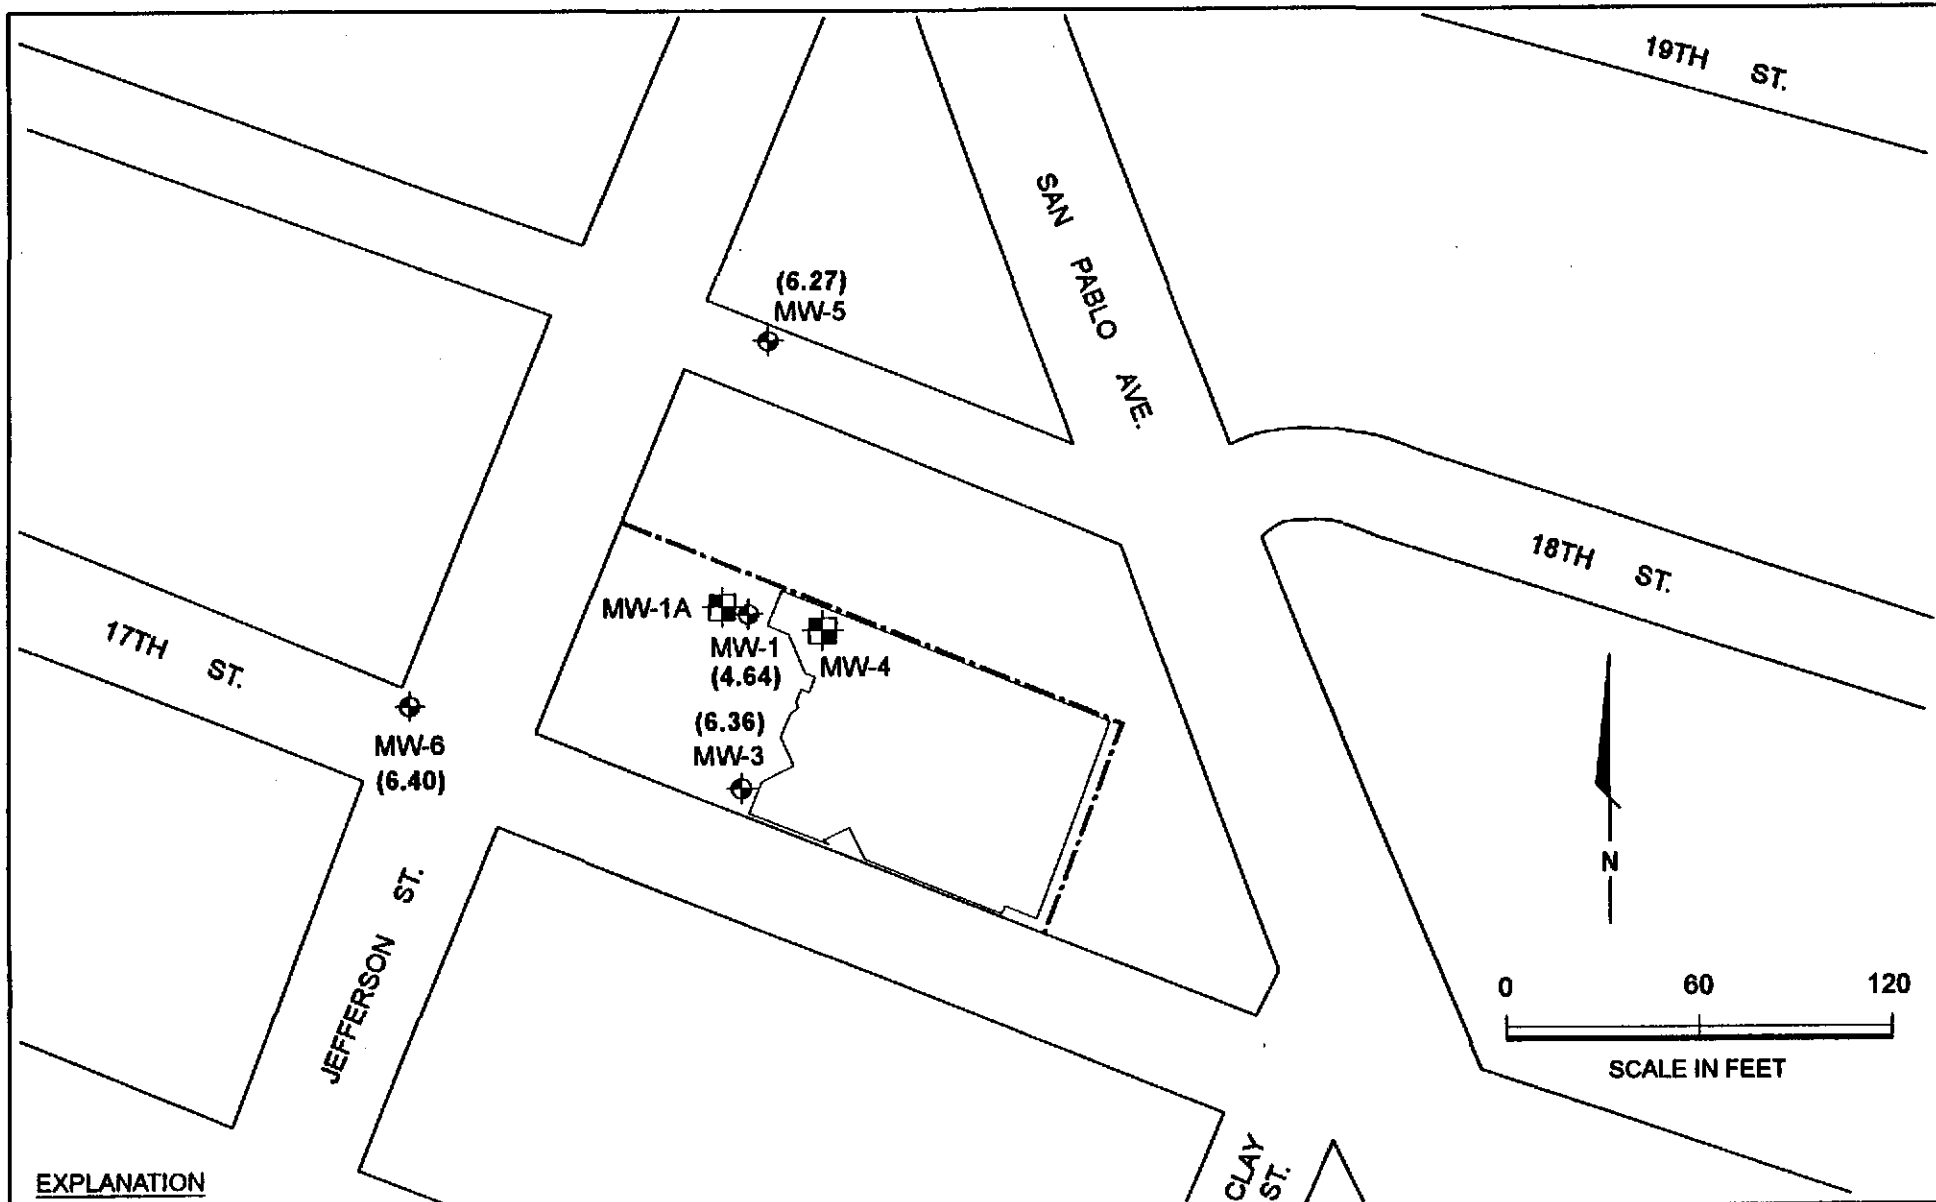 19TH ST.
SAN PABLO AVE.
(6.27)
MW-5
18TH ST.
MW-1A
MW-1
(4.64)
MW-4
17TH ST.
(6.36)
MW-3
MW-6
(6.40)
N
JEFFERSON ST.
0 60 120
SCALE IN FEET
CLAY ST.
EXPLANATION